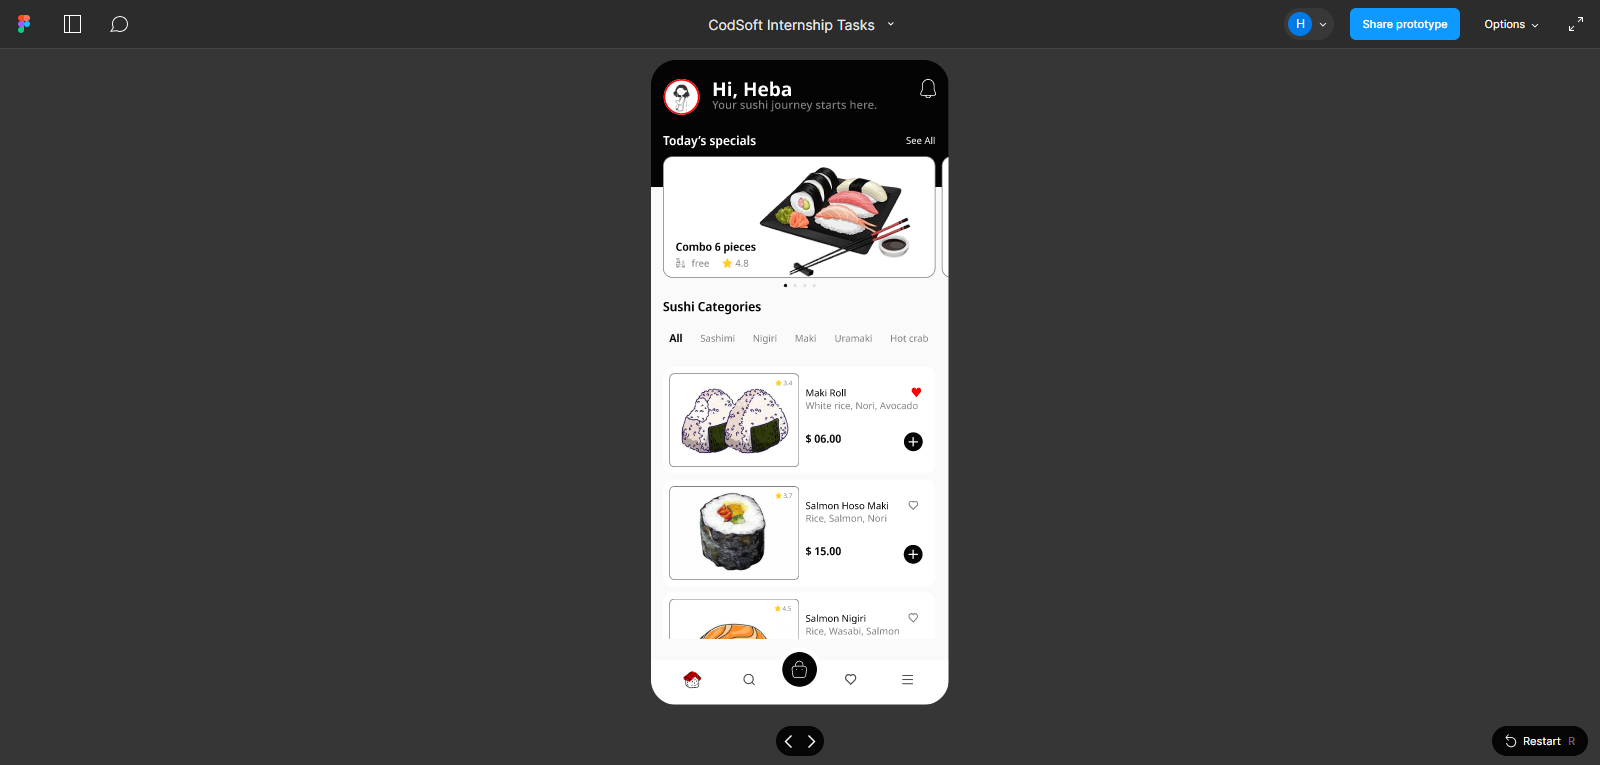 CodSoft Internship Tasks
H
Share prototype
Options
Hi, Heba
Your sushi journey starts here.
Today's specials
See All
Combo 6 pieces
free
4.8
Sushi Categories
All Sashimi Nigiri Maki Uramaki Hot crab
3.4
Maki Roll
White rice, Nori, Avocado
$ 06.00
3.7
Salmon Hoso Maki
Rice, Salmon, Nori
$ 15.00
4.5
Salmon Nigiri
Rice, Wasabi, Salmon
Restart R